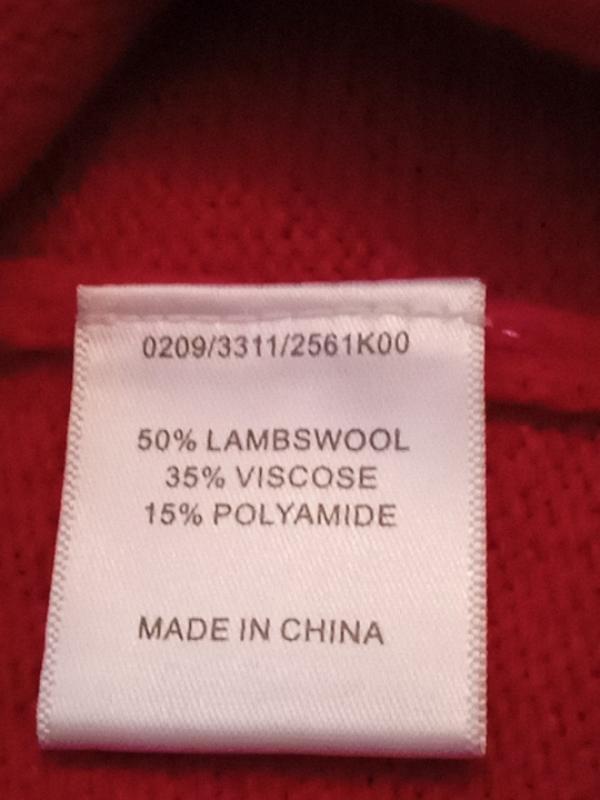 0209/3311/2561K00
50% LAMBSWOOL
35% VISCOSE
15% POLYAMIDE
MADE IN CHINA